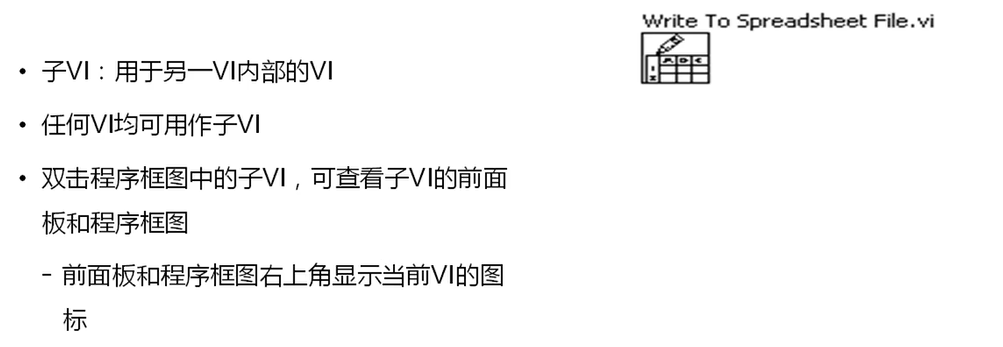 Write To Spreadsheet File.vi
• 子VI：用于另一VI内部的VI
• 任何VI均可用作子VI
• 双击程序框图中的子VI，可查看子VI的前面
板和程序框图
- 前面板和程序框图右上角显示当前VI的图
标